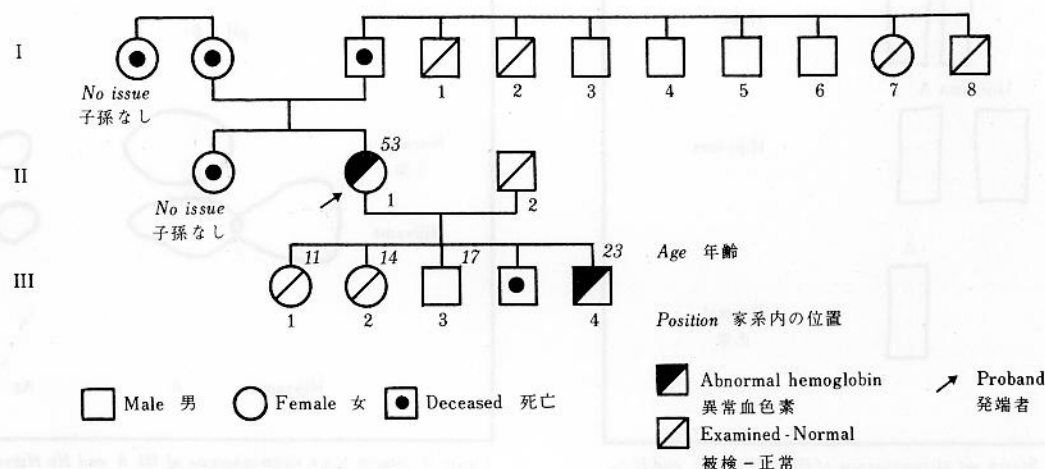 I
No issue
子孫なし
1 2 3 4 5 6 7 8
II
53
No issue
子孫なし
1 2
III
11 14 17 23
1 2 3 4
Age 年齢
Position 家系内の位置
Male 男
Female 女
Deceased 死亡
Abnormal hemoglobin
異常血色素
Examined-Normal
被検-正常
Proband
発端者